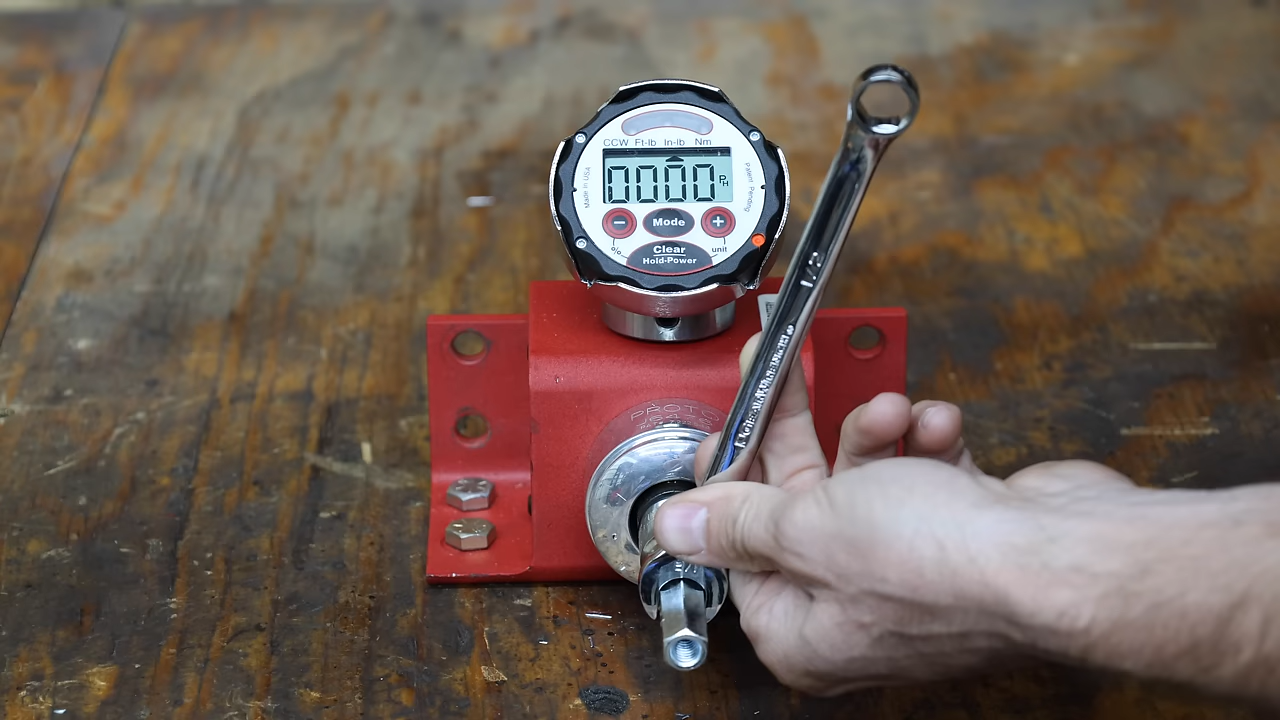 CCW Ft-lb In-lb Nm
0000 PH
Made in USA
Patent Pending
− Mode +
% Clear unit
Hold-Power
1/2
PROTO